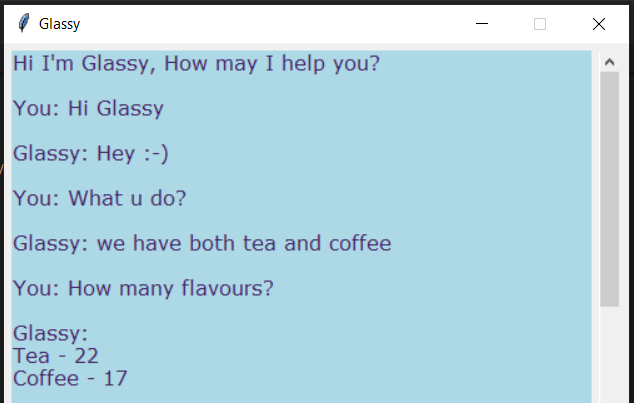 Glassy
Hi I'm Glassy, How may I help you?
You: Hi Glassy
Glassy: Hey :-)
You: What u do?
Glassy: we have both tea and coffee
You: How many flavours?
Glassy:
Tea - 22
Coffee - 17